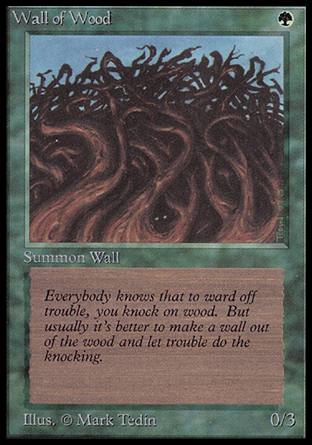 Wall of Wood
Summon Wall
Everybody knows that to ward off
trouble, you knock on wood. But
usually it's better to make a wall out
of the wood and let trouble do the
knocking.
Illus. © Mark Tedin
0/3